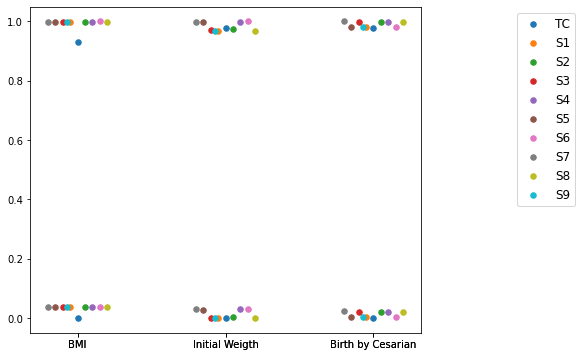 1.0
0.8
0.6
0.4
0.2
0.0
BMI
Initial Weigth
Birth by Cesarian
TC
S1
S2
S3
S4
S5
S6
S7
S8
S9